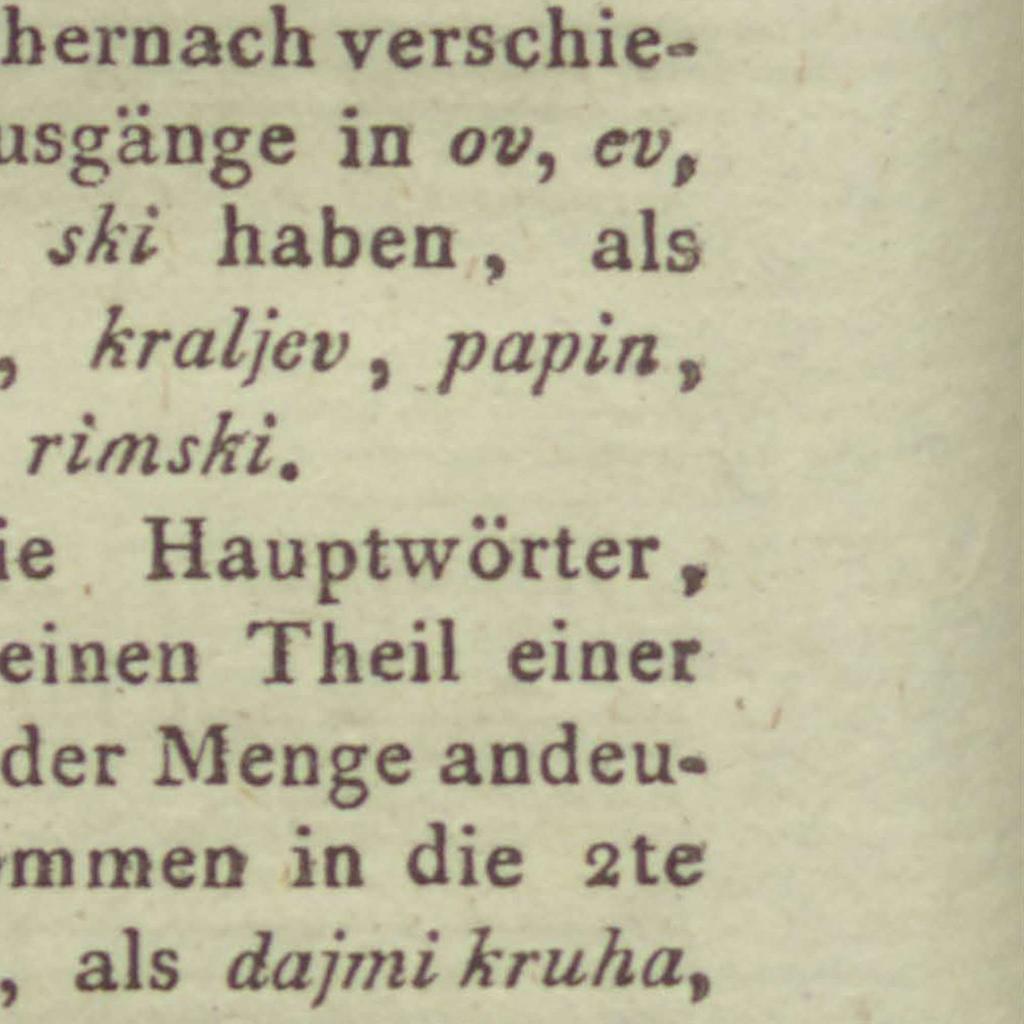 hernach verschie-
usgänge in ov, ev,
ski haben, als
, kraljev, papin,
rimski.
ie Hauptwörter,
einen Theil einer
der Menge andeu-
mmen in die 2te
, als dajmi kruha,